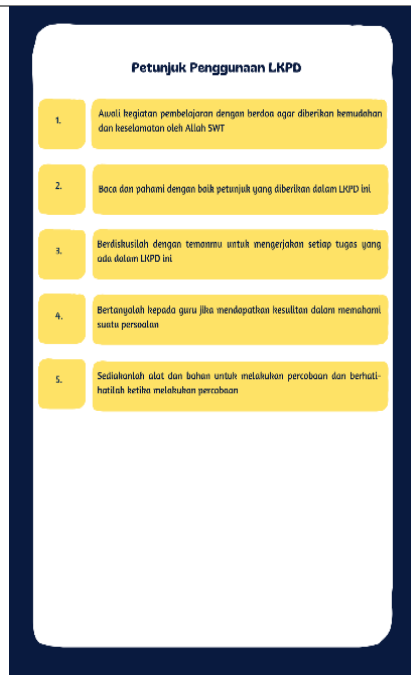 Petunjuk Penggunaan LKPD
1.
Awali kegiatan pembelajaran dengan berdoa agar diberikan kemudahan
dan keselamatan oleh Allah SWT
2.
Baca dan pahami dengan baik petunjuk yang diberikan dalam LKPD ini
3.
Berdiskusilah dengan temanmu untuk mengerjakan setiap tugas yang
ada dalam LKPD ini
4.
Bertanyalah kepada guru jika mendapatkan kesulitan dalam memahami
suatu persoalan
5.
Sediakanlah alat dan bahan untuk melakukan percobaan dan berhati-
hatilah ketika melakukan percobaan